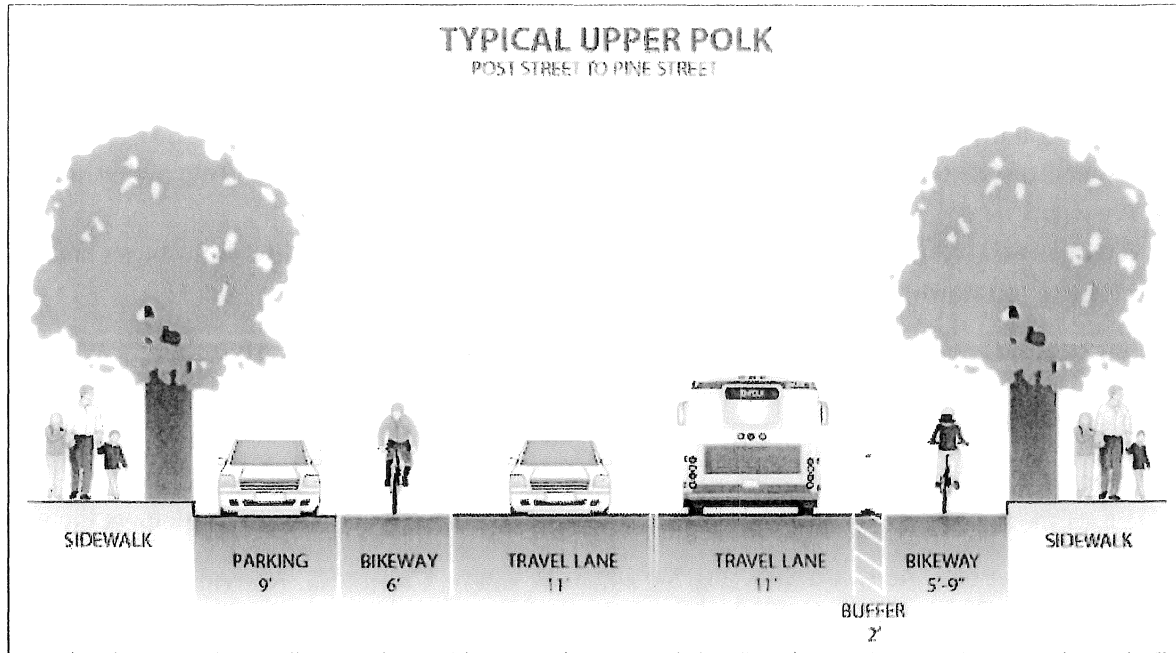 TYPICAL UPPER POLK
POST STREET TO PINE STREET
SIDEWALK
PARKING
9'
BIKEWAY
6'
TRAVEL LANE
11'
TRAVEL LANE
11'
BUFFER
2'
BIKEWAY
5'-9"
SIDEWALK